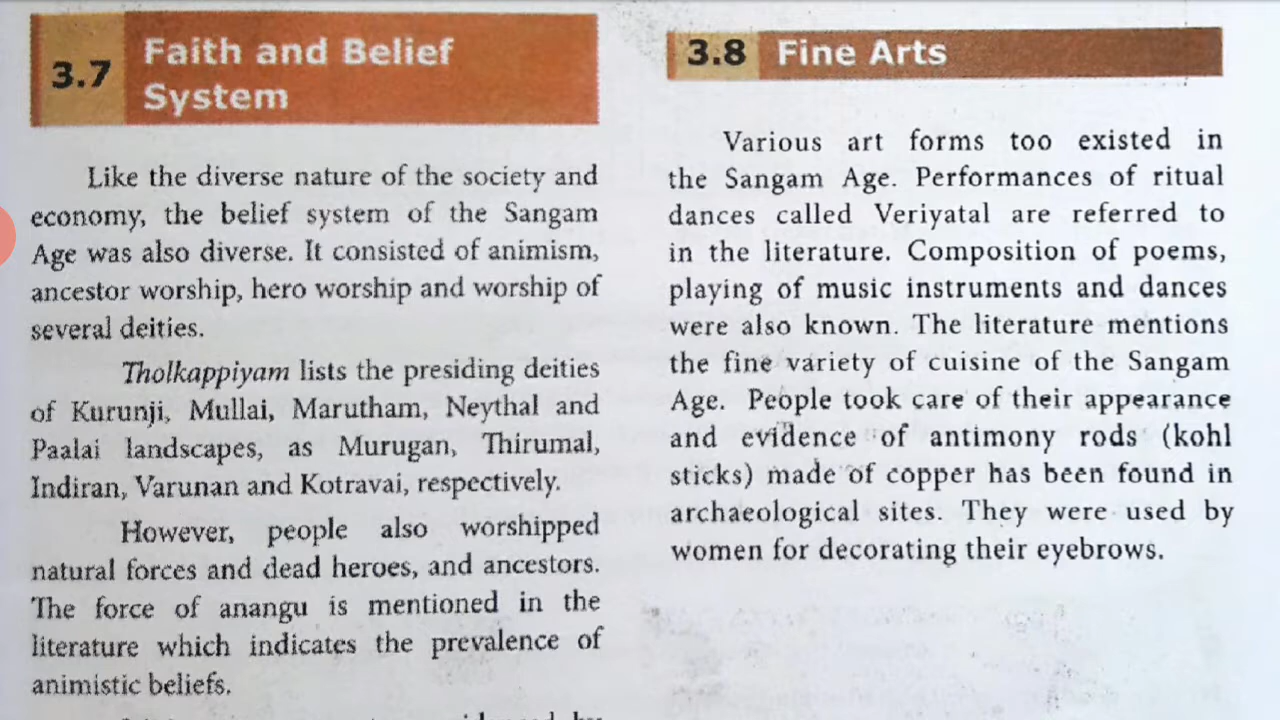 3.7 Faith and Belief
System
Like the diverse nature of the society and
economy, the belief system of the Sangam
Age was also diverse. It consisted of animism,
ancestor worship, hero worship and worship of
several deities.
Tholkappiyam lists the presiding deities
of Kurunji, Mullai, Marutham, Neythal and
Paalai landscapes, as Murugan, Thirumal,
Indiran, Varunan and Kotravai, respectively.
However, people also worshipped
natural forces and dead heroes, and ancestors.
The force of anangu is mentioned in the
literature which indicates the prevalence of
animistic beliefs.
3.8 Fine Arts
Various art forms too existed in
the Sangam Age. Performances of ritual
dances called Veriyatal are referred to
in the literature. Composition of poems,
playing of music instruments and dances
were also known. The literature mentions
the fine variety of cuisine of the Sangam
Age. People took care of their appearance
and evidence of antimony rods (kohl
sticks) made of copper has been found in
archaeological sites. They were used by
women for decorating their eyebrows.